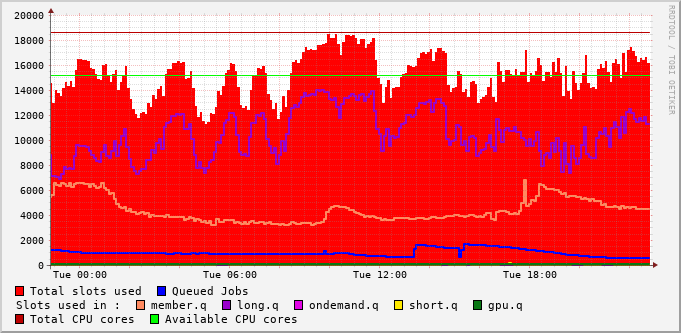 20000
18000
16000
14000
12000
10000
8000
6000
4000
2000
0
Tue 00:00 Tue 06:00 Tue 12:00 Tue 18:00
RRDTOOL / TOBI OETIKER
Total slots used Queued Jobs
Slots used in : member.q long.q ondemand.q short.q gpu.q
Total CPU cores Available CPU cores